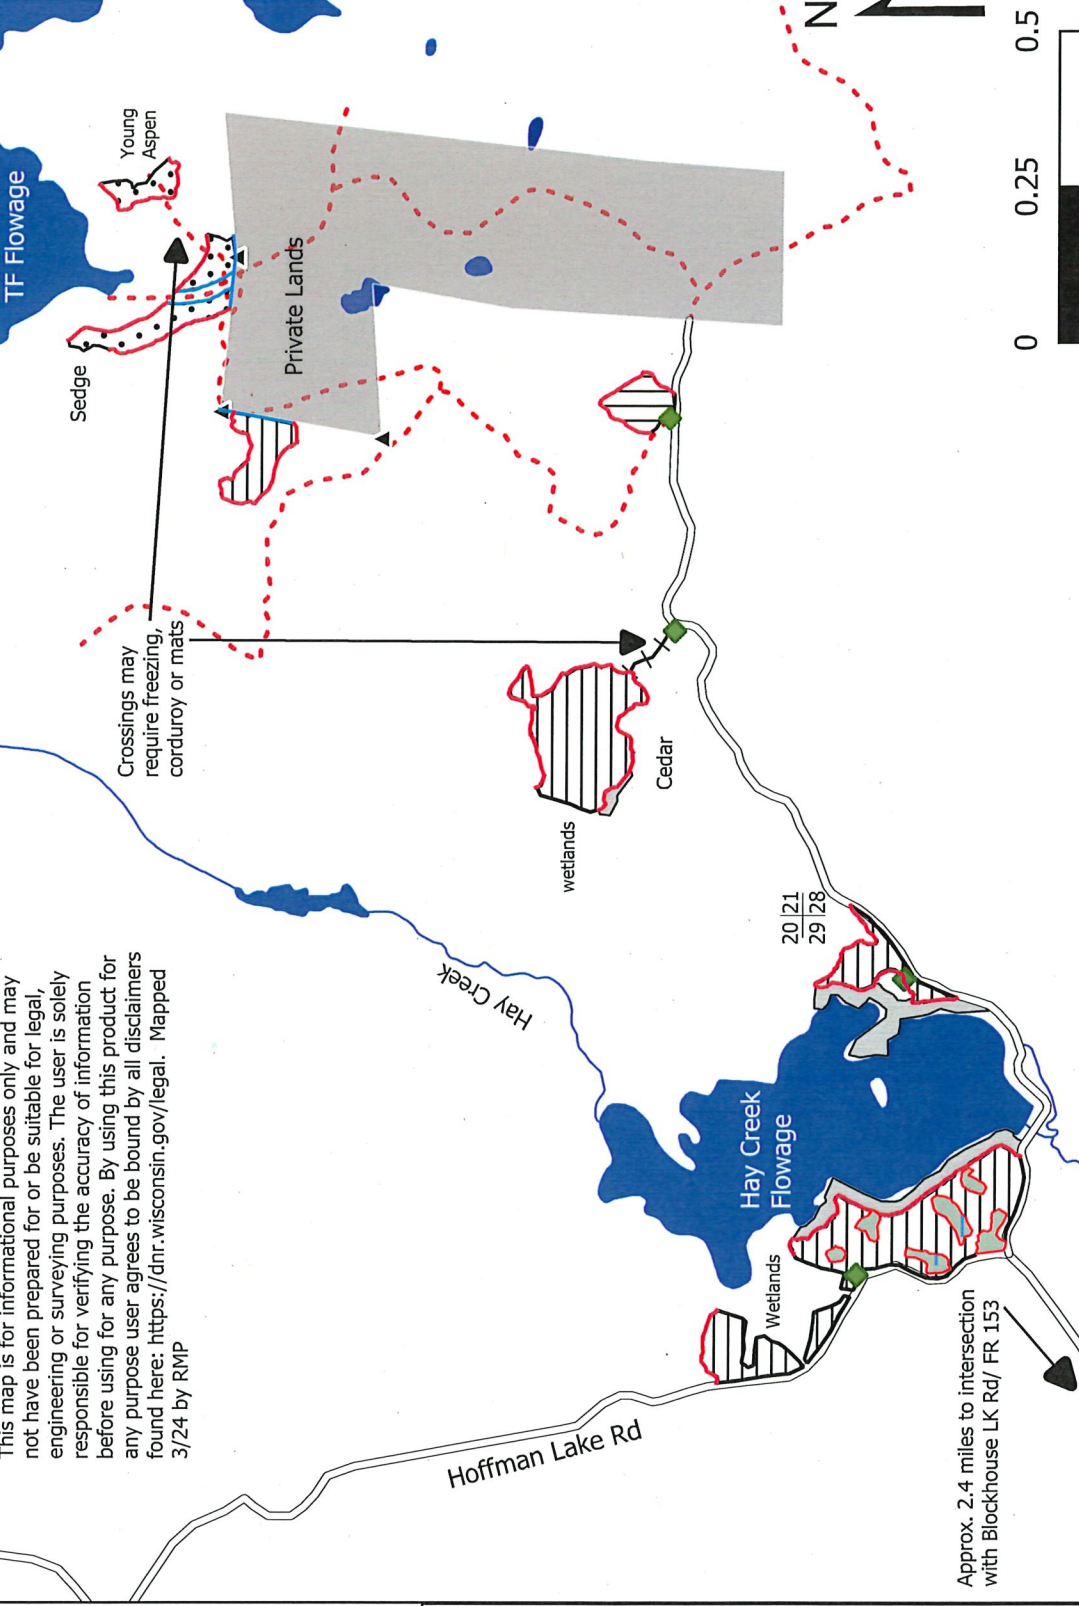 This map is for informational purposes only and may
not have been prepared for or be suitable for legal,
engineering or surveying purposes. The user is solely
responsible for verifying the accuracy of information
before using for any purpose. By using this product for
any purpose user agrees to be bound by all disclaimers
found here: https://dnr.wisconsin.gov/legal. Mapped
3/24 by RMP
TF Flowage
Young
Aspen
Sedge
Private Lands
Crossings may
require freezing,
corduroy or mats
Hay Creek
wetlands
Cedar
20 21
29 28
Hay Creek
Flowage
Wetlands
Hoffman Lake Rd
Approx. 2.4 miles to intersection
with Blockhouse LK Rd/ FR 153
N
0 0.25 0.5